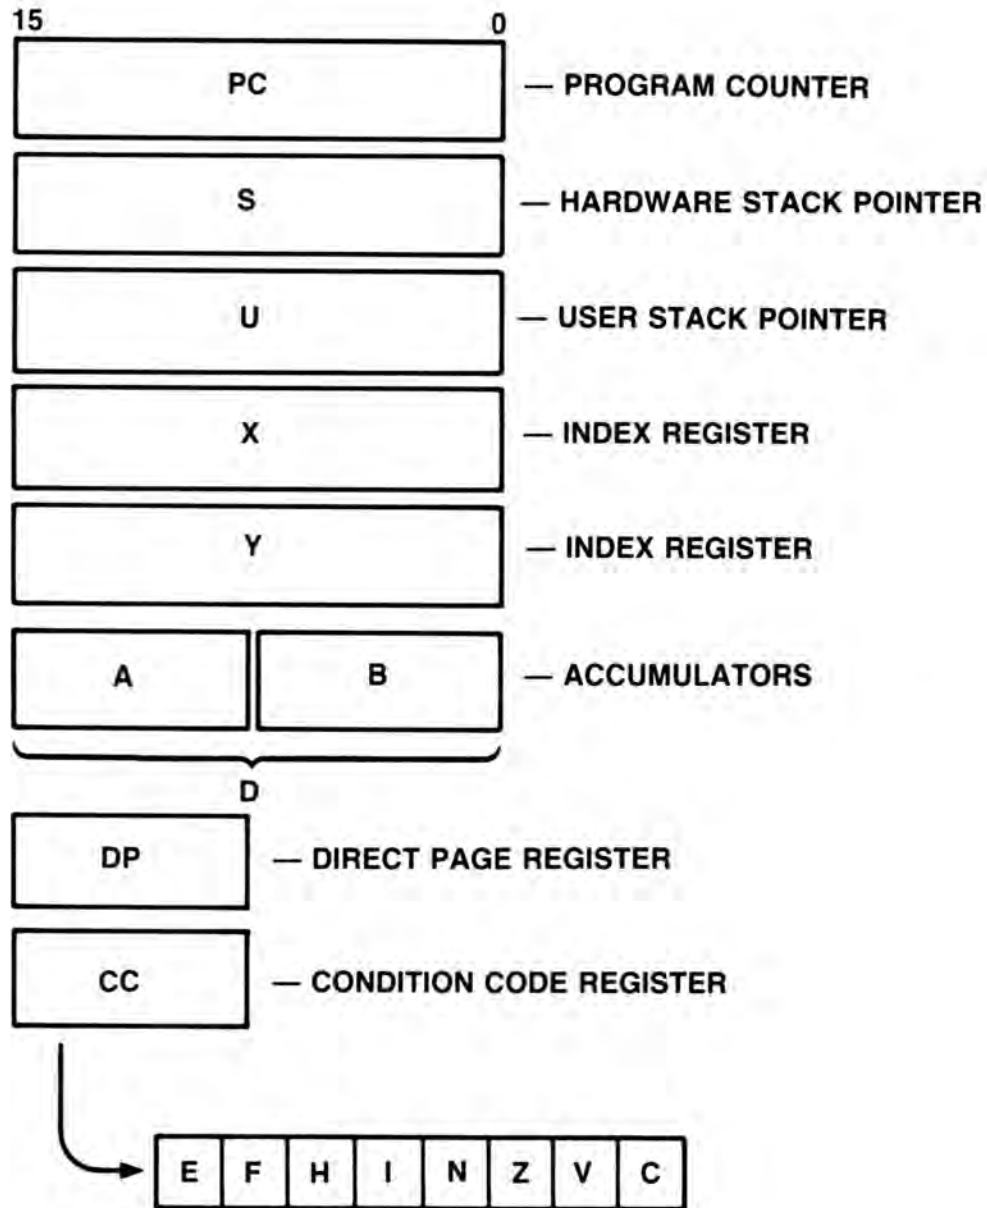 15 0
PC — PROGRAM COUNTER
S — HARDWARE STACK POINTER
U — USER STACK POINTER
X — INDEX REGISTER
Y — INDEX REGISTER
A B — ACCUMULATORS
D
DP — DIRECT PAGE REGISTER
CC — CONDITION CODE REGISTER
E F H I N Z V C